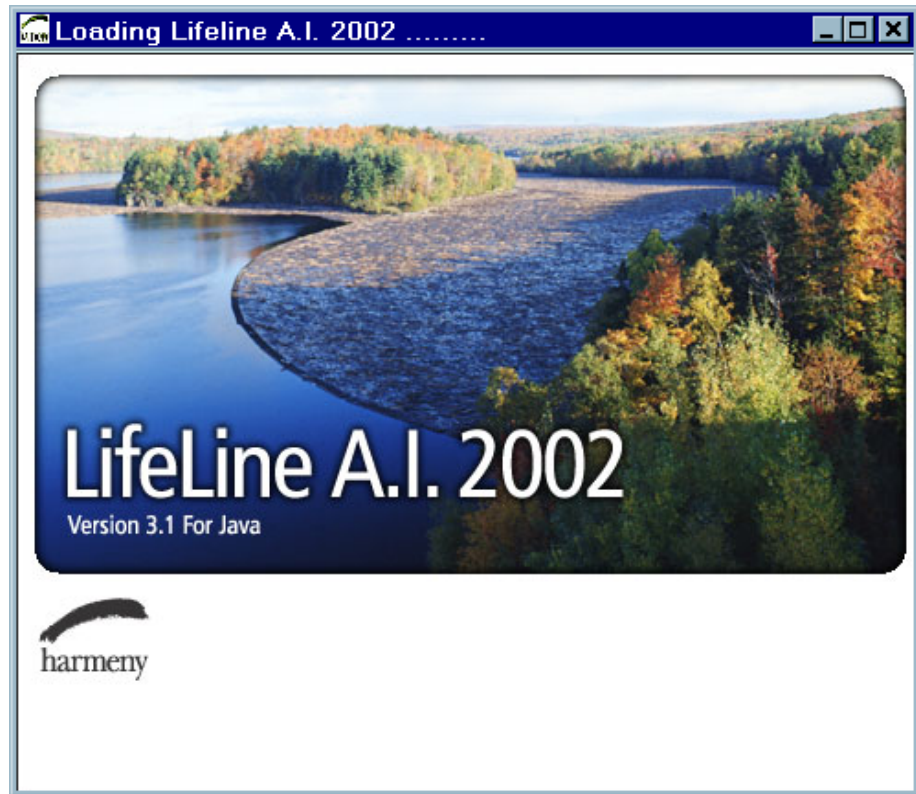 Loading Lifeline A.I. 2002 .........
LifeLine A.I. 2002
Version 3.1 For Java
harmeny